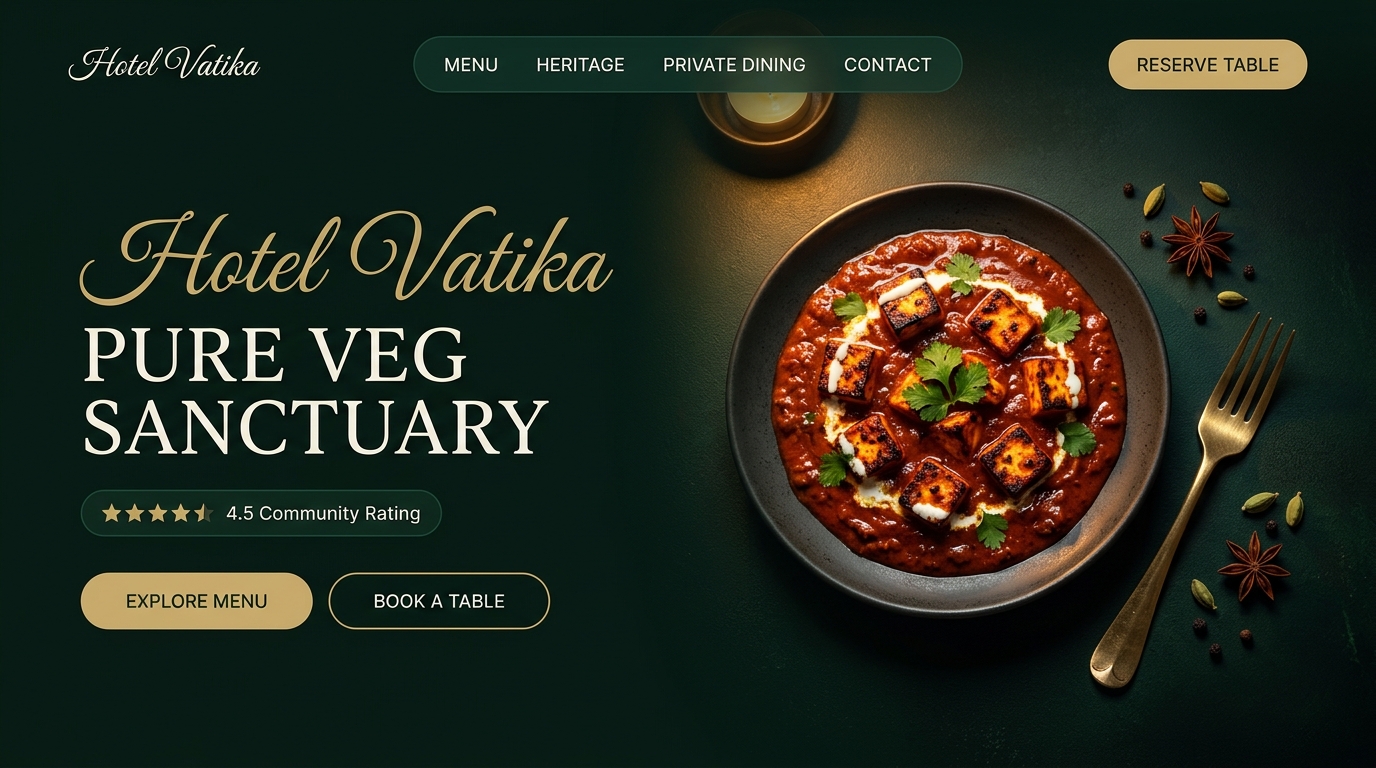 Hotel Vatika
MENU HERITAGE PRIVATE DINING CONTACT
RESERVE TABLE
Hotel Vatika
PURE VEG
SANCTUARY
4.5 Community Rating
EXPLORE MENU
BOOK A TABLE